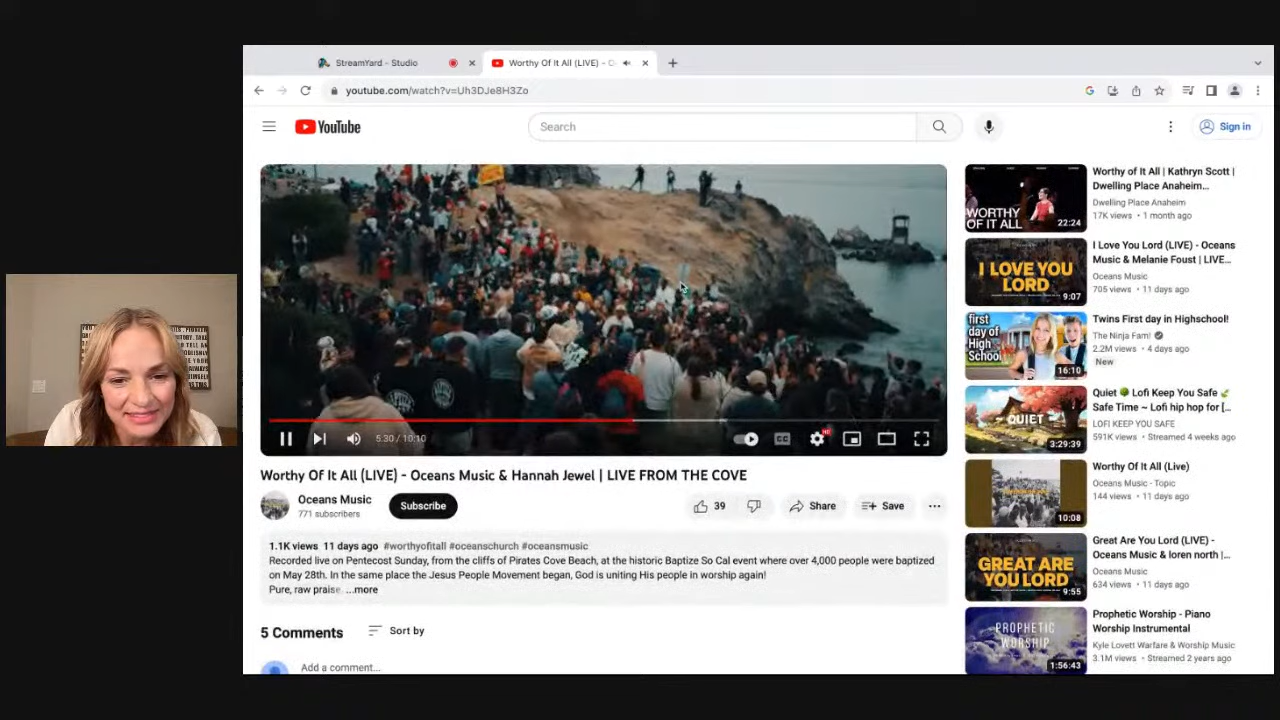 StreamYard - Studio
Worthy Of It All (LIVE) - O
youtube.com/watch?v=Uh3DJe8H3Zo
YouTube
Search
Sign in
5:30 / 10:10
Worthy Of It All (LIVE) - Oceans Music & Hannah Jewel | LIVE FROM THE COVE
Oceans Music
771 subscribers
Subscribe
39
Share
Save
1.1K views 11 days ago #worthyofitall #oceanschurch #oceansmusic
Recorded live on Pentecost Sunday, from the cliffs of Pirates Cove Beach, at the historic Baptize So Cal event where over 4,000 people were baptized
on May 28th. In the same place the Jesus People Movement began, God is uniting His people in worship again!
Pure, raw praise. ...more
5 Comments
Sort by
Add a comment...
WORTHY
OF IT ALL
22:24
Worthy of It All | Kathryn Scott |
Dwelling Place Anaheim...
Dwelling Place Anaheim
17K views • 1 month ago
I LOVE YOU
LORD
9:07
I Love You Lord (LIVE) - Oceans
Music & Melanie Foust | LIVE...
Oceans Music
705 views • 11 days ago
first
day of
High
School
16:10
Twins First day in Highschool!
The Ninja Fam!
2.2M views • 4 days ago
New
QUIET
3:29:39
Quiet 🌳 Lofi Keep You Safe 🍃
Safe Time ~ Lofi hip hop for [...
LOFI KEEP YOU SAFE
591K views • Streamed 4 weeks ago
10:08
Worthy Of It All (Live)
Oceans Music - Topic
144 views • 11 days ago
GREAT ARE
YOU LORD
9:55
Great Are You Lord (LIVE) -
Oceans Music & loren north |...
Oceans Music
634 views • 11 days ago
PROPHETIC
WORSHIP
1:56:43
Prophetic Worship - Piano
Worship Instrumental
Kyle Lovett Warfare & Worship Music
3.1M views • Streamed 2 years ago